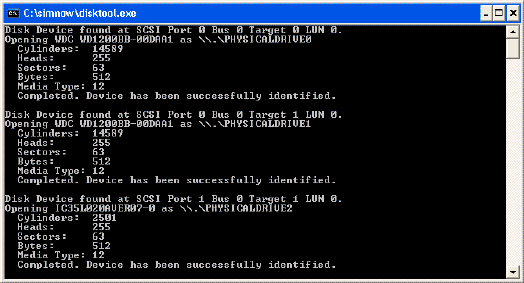 C:\simnow\disktool.exe
Disk Device found at SCSI Port 0 Bus 0 Target 0 LUN 0.
Opening WDC WD1200BB-00DAA1 as \\.\PHYSICALDRIVE0
Cylinders: 14589
Heads: 255
Sectors: 63
Bytes: 512
Media Type: 12
Completed. Device has been successfully identified.
Disk Device found at SCSI Port 0 Bus 0 Target 1 LUN 0.
Opening WDC WD1200BB-00DAA1 as \\.\PHYSICALDRIVE1
Cylinders: 14589
Heads: 255
Sectors: 63
Bytes: 512
Media Type: 12
Completed. Device has been successfully identified.
Disk Device found at SCSI Port 1 Bus 0 Target 1 LUN 0.
Opening IC35L020AVER07-0 as \\.\PHYSICALDRIVE2
Cylinders: 2501
Heads: 255
Sectors: 63
Bytes: 512
Media Type: 12
Completed. Device has been successfully identified.